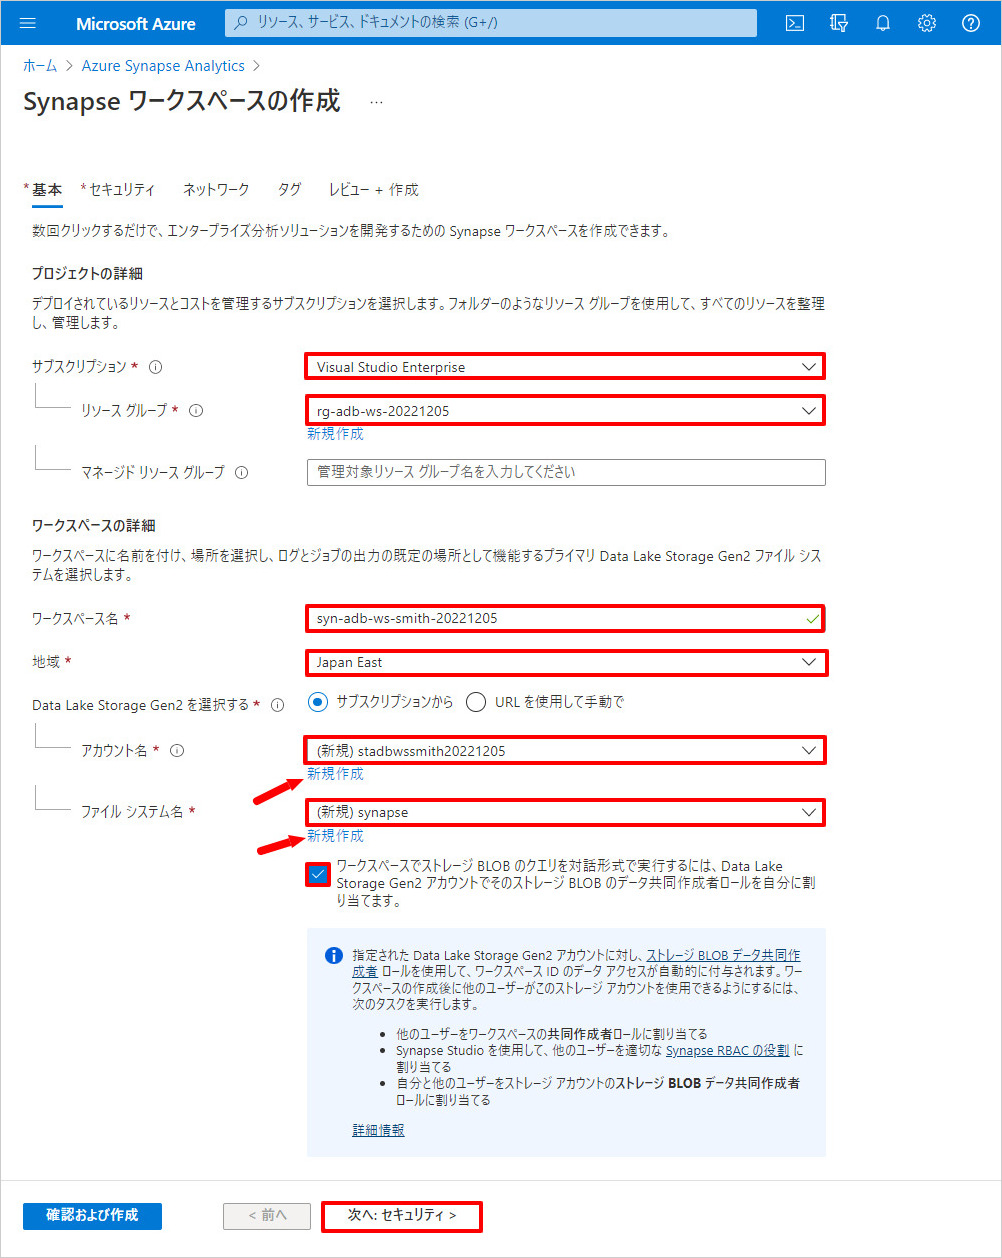 Microsoft Azure
リソース、サービス、ドキュメントの検索 (G+/)
ホーム > Azure Synapse Analytics >
Synapse ワークスペースの作成 ...
* 基本 * セキュリティ ネットワーク タグ レビュー + 作成
数回クリックするだけで、エンタープライズ分析ソリューションを開発するための Synapse ワークスペースを作成できます。
プロジェクトの詳細
デプロイされているリソースとコストを管理するサブスクリプションを選択します。フォルダーのようなリソース グループを使用して、すべてのリソースを整理
し、管理します。
サブスクリプション *
Visual Studio Enterprise
リソース グループ *
rg-adb-ws-20221205
新規作成
マネージド リソース グループ
管理対象リソース グループ名を入力してください
ワークスペースの詳細
ワークスペースに名前を付け、場所を選択し、ログとジョブの出力の既定の場所として機能するプライマリ Data Lake Storage Gen2 ファイル シス
テムを選択します。
ワークスペース名 *
syn-adb-ws-smith-20221205
地域 *
Japan East
Data Lake Storage Gen2 を選択する *
サブスクリプションから URL を使用して手動で
アカウント名 *
(新規) stadbwssmith20221205
新規作成
ファイル システム名 *
(新規) synapse
新規作成
ワークスペースでストレージ BLOB のクエリを対話形式で実行するには、Data Lake
Storage Gen2 アカウントでそのストレージ BLOB のデータ共同作成者ロールを自分に割
り当てます。
指定された Data Lake Storage Gen2 アカウントに対し、ストレージ BLOB データ共同作
成者 ロールを使用して、ワークスペース ID のデータ アクセスが自動的に付与されます。ワー
クスペースの作成後に他のユーザーがこのストレージ アカウントを使用できるようにするには、
次のタスクを実行します。
• 他のユーザーをワークスペースの共同作成者ロールに割り当てる
• Synapse Studio を使用して、他のユーザーを適切な Synapse RBAC の役割 に
割り当てる
• 自分と他のユーザーをストレージ アカウントのストレージ BLOB データ共同作成者
ロールに割り当てる
詳細情報
確認および作成
< 前へ
次へ: セキュリティ >